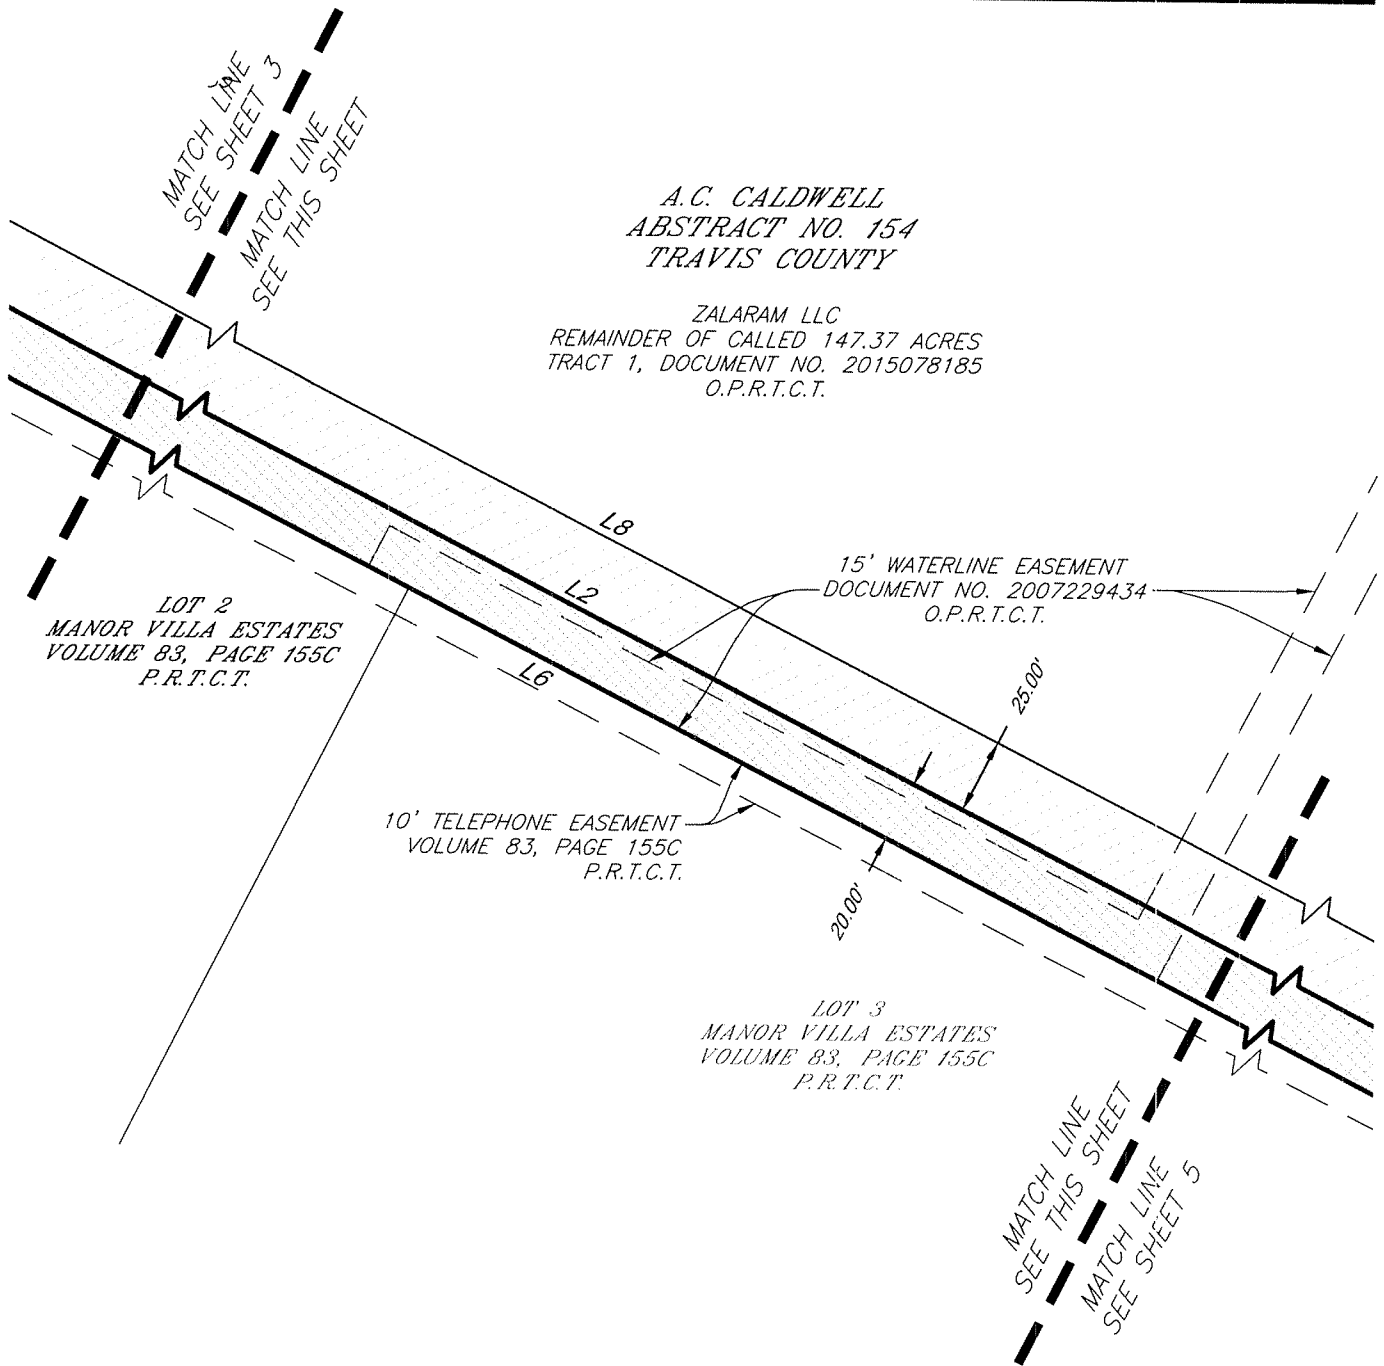 MATCH LINE
SEE SHEET 3
MATCH LINE
SEE THIS SHEET
A.C. CALDWELL
ABSTRACT NO. 154
TRAVIS COUNTY
ZALARAM LLC
REMAINDER OF CALLED 147.37 ACRES
TRACT 1, DOCUMENT NO. 2015078185
O.P.R.T.C.T.
L8
L2
L6
15' WATERLINE EASEMENT
DOCUMENT NO. 2007229434
O.P.R.T.C.T.
LOT 2
MANOR VILLA ESTATES
VOLUME 83, PAGE 155C
P.R.T.C.T.
25.00'
10' TELEPHONE EASEMENT
VOLUME 83, PAGE 155C
P.R.T.C.T.
20.00'
LOT 3
MANOR VILLA ESTATES
VOLUME 83, PAGE 155C
P.R.T.C.T.
MATCH LINE
SEE THIS SHEET
MATCH LINE
SEE SHEET 5